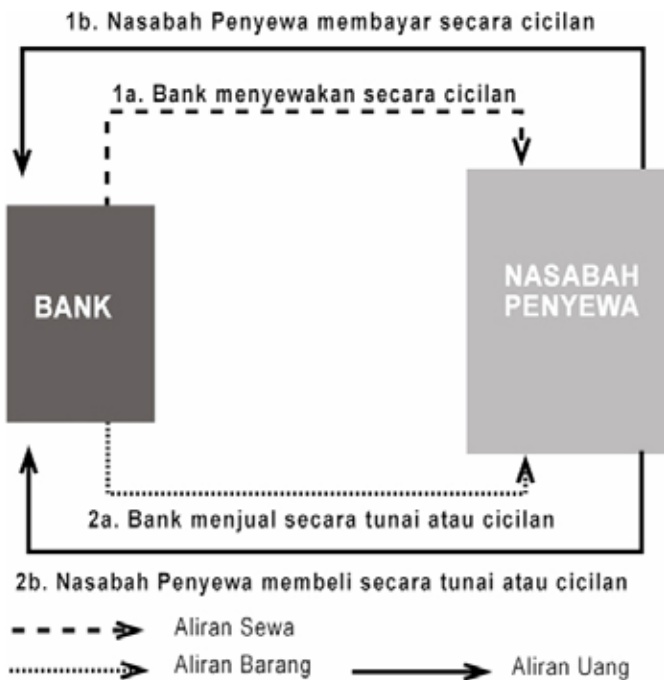 1b. Nasabah Penyewa membayar secara cicilan
1a. Bank menyewakan secara cicilan
BANK
NASABAH
PENYEWA
2a. Bank menjual secara tunai atau cicilan
2b. Nasabah Penyewa membeli secara tunai atau cicilan
Aliran Sewa
Aliran Barang
Aliran Uang